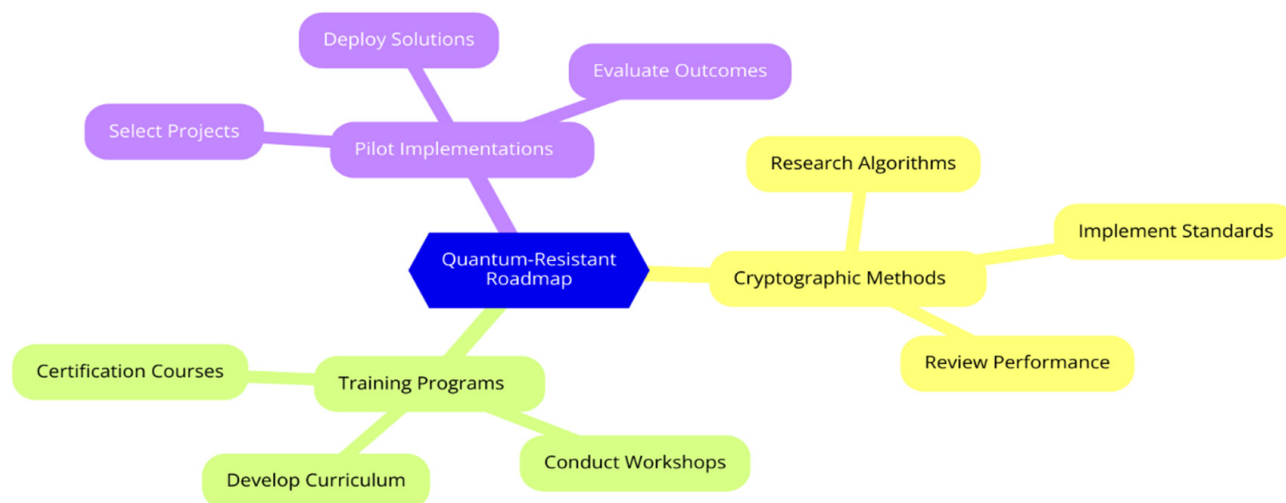 Deploy Solutions
Evaluate Outcomes
Select Projects
Pilot Implementations
Research Algorithms
Implement Standards
Quantum-Resistant
Roadmap
Cryptographic Methods
Review Performance
Certification Courses
Training Programs
Conduct Workshops
Develop Curriculum